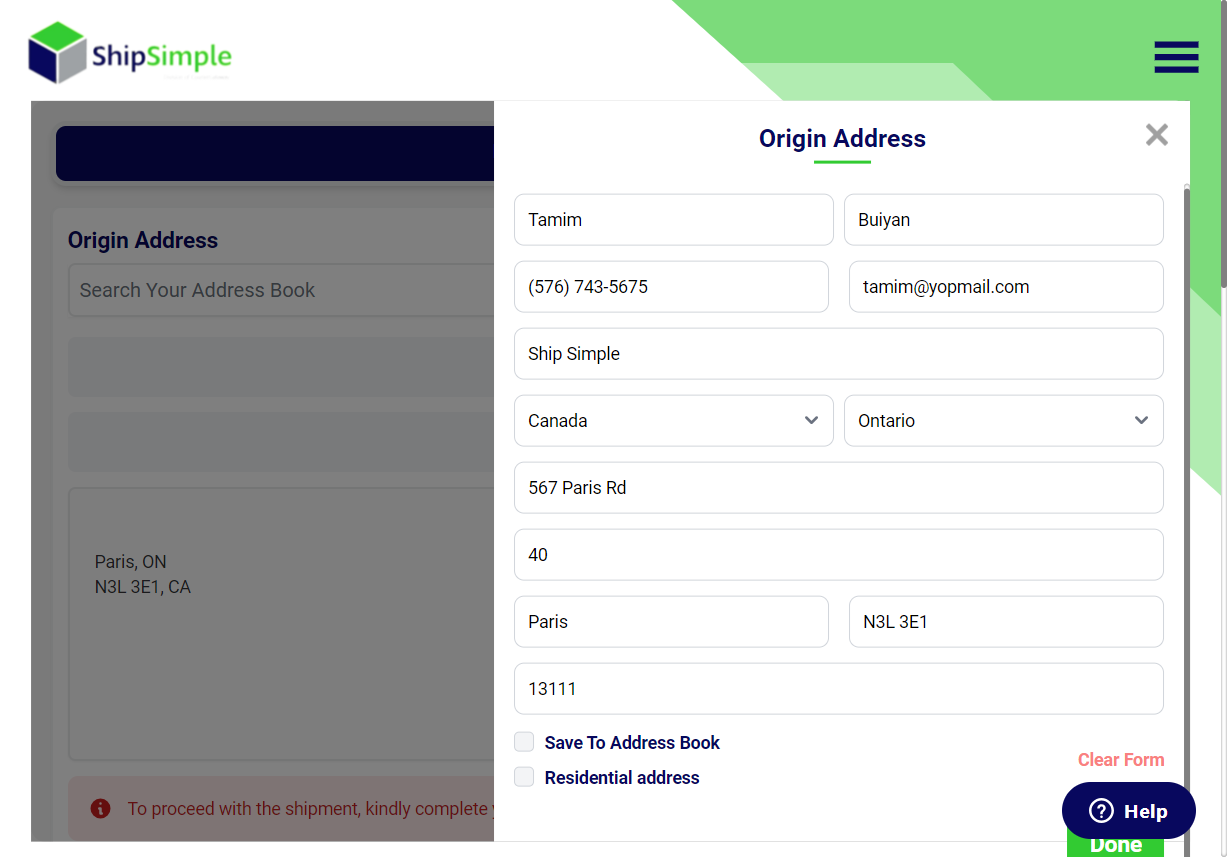 ShipSimple
Origin Address
Search Your Address Book
Paris, ON
N3L 3E1, CA
To proceed with the shipment, kindly complete
Origin Address
Tamim
Buiyan
(576) 743-5675
tamim@yopmail.com
Ship Simple
Canada
Ontario
567 Paris Rd
40
Paris
N3L 3E1
13111
Save To Address Book
Residential address
Clear Form
Help
Done